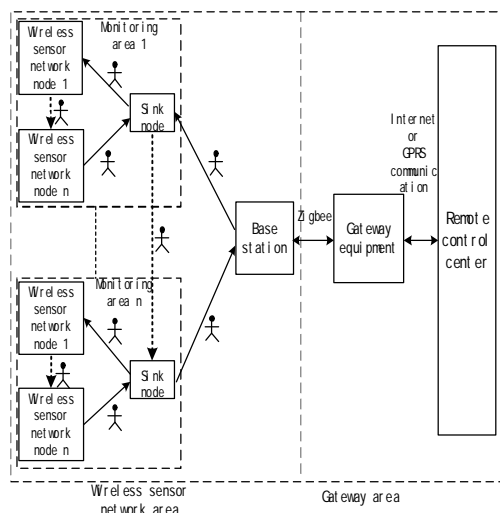 Monitoring
area 1
Wireless
sensor
network
node 1
Wireless
sensor
network
node n
Sink
node
Monitoring
area n
Wireless
sensor
network
node 1
Wireless
sensor
network
node n
Sink
node
Base
station
Zigbee
Gateway
equipment
Internet
or
GPRS
communic
ation
Remote
control
center
Wireless sensor
network area
Gateway area